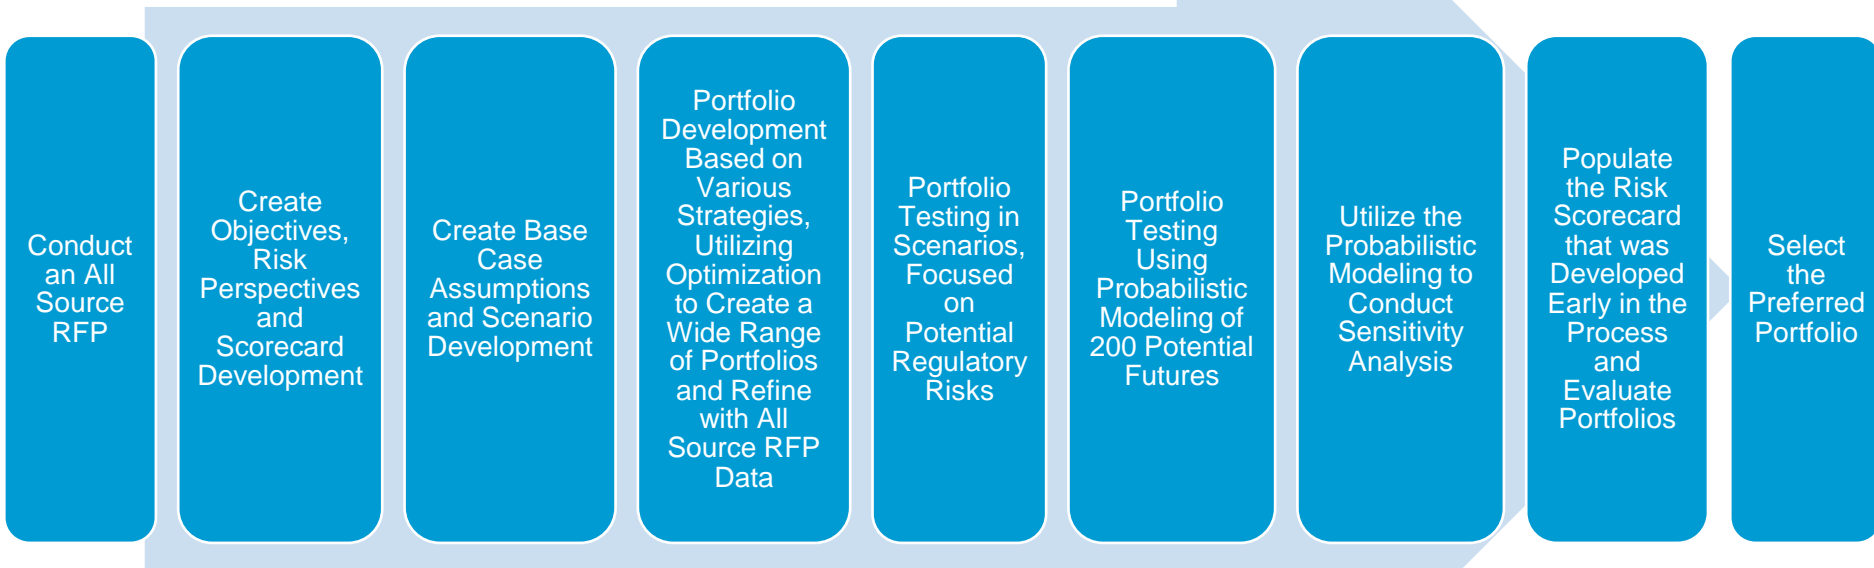 Conduct
an All
Source
RFP
Create
Objectives,
Risk
Perspectives
and
Scorecard
Development
Create Base
Case
Assumptions
and Scenario
Development
Portfolio
Development
Based on
Various
Strategies,
Utilizing
Optimization
to Create a
Wide Range
of Portfolios
and Refine
with All
Source RFP
Data
Portfolio
Testing in
Scenarios,
Focused
on
Potential
Regulatory
Risks
Portfolio
Testing
Using
Probabilistic
Modeling of
200 Potential
Futures
Utilize the
Probabilistic
Modeling to
Conduct
Sensitivity
Analysis
Populate
the Risk
Scorecard
that was
Developed
Early in the
Process
and
Evaluate
Portfolios
Select
the
Preferred
Portfolio